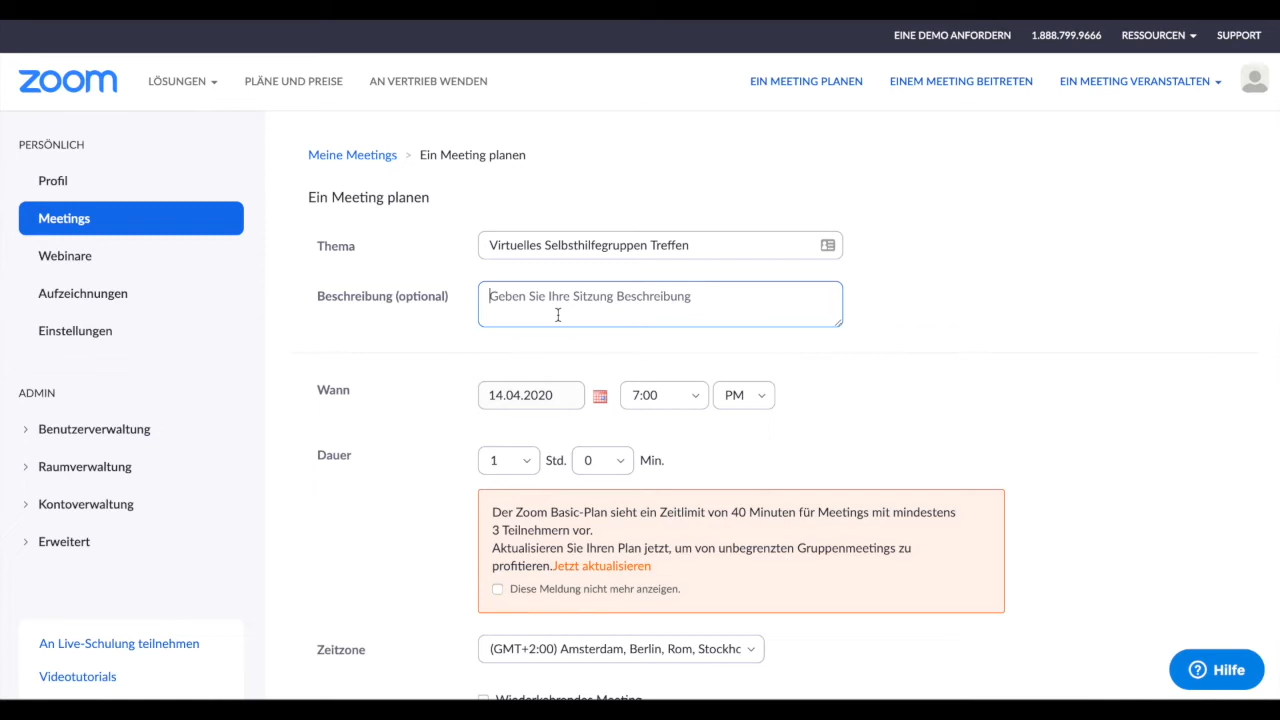 EINE DEMO ANFORDERN 1.888.799.9666 RESSOURCEN SUPPORT
zoom LÖSUNGEN PLÄNE UND PREISE AN VERTRIEB WENDEN EIN MEETING PLANEN EINEM MEETING BEITRETEN EIN MEETING VERANSTALTEN
PERSÖNLICH
Profil
Meetings
Webinare
Aufzeichnungen
Einstellungen
ADMIN
Benutzerverwaltung
Raumverwaltung
Kontoverwaltung
Erweitert
An Live-Schulung teilnehmen
Videotutorials
Meine Meetings > Ein Meeting planen
Ein Meeting planen
Thema Virtuelles Selbsthilfegruppen Treffen
Beschreibung (optional) Geben Sie Ihre Sitzung Beschreibung
Wann 14.04.2020 7:00 PM
Dauer 1 Std. 0 Min.
Der Zoom Basic-Plan sieht ein Zeitlimit von 40 Minuten für Meetings mit mindestens
3 Teilnehmern vor.
Aktualisieren Sie Ihren Plan jetzt, um von unbegrenzten Gruppenmeetings zu
profitieren.Jetzt aktualisieren
Diese Meldung nicht mehr anzeigen.
Zeitzone (GMT+2:00) Amsterdam, Berlin, Rom, Stockhc
Wiederkehrendes Meeting
Hilfe